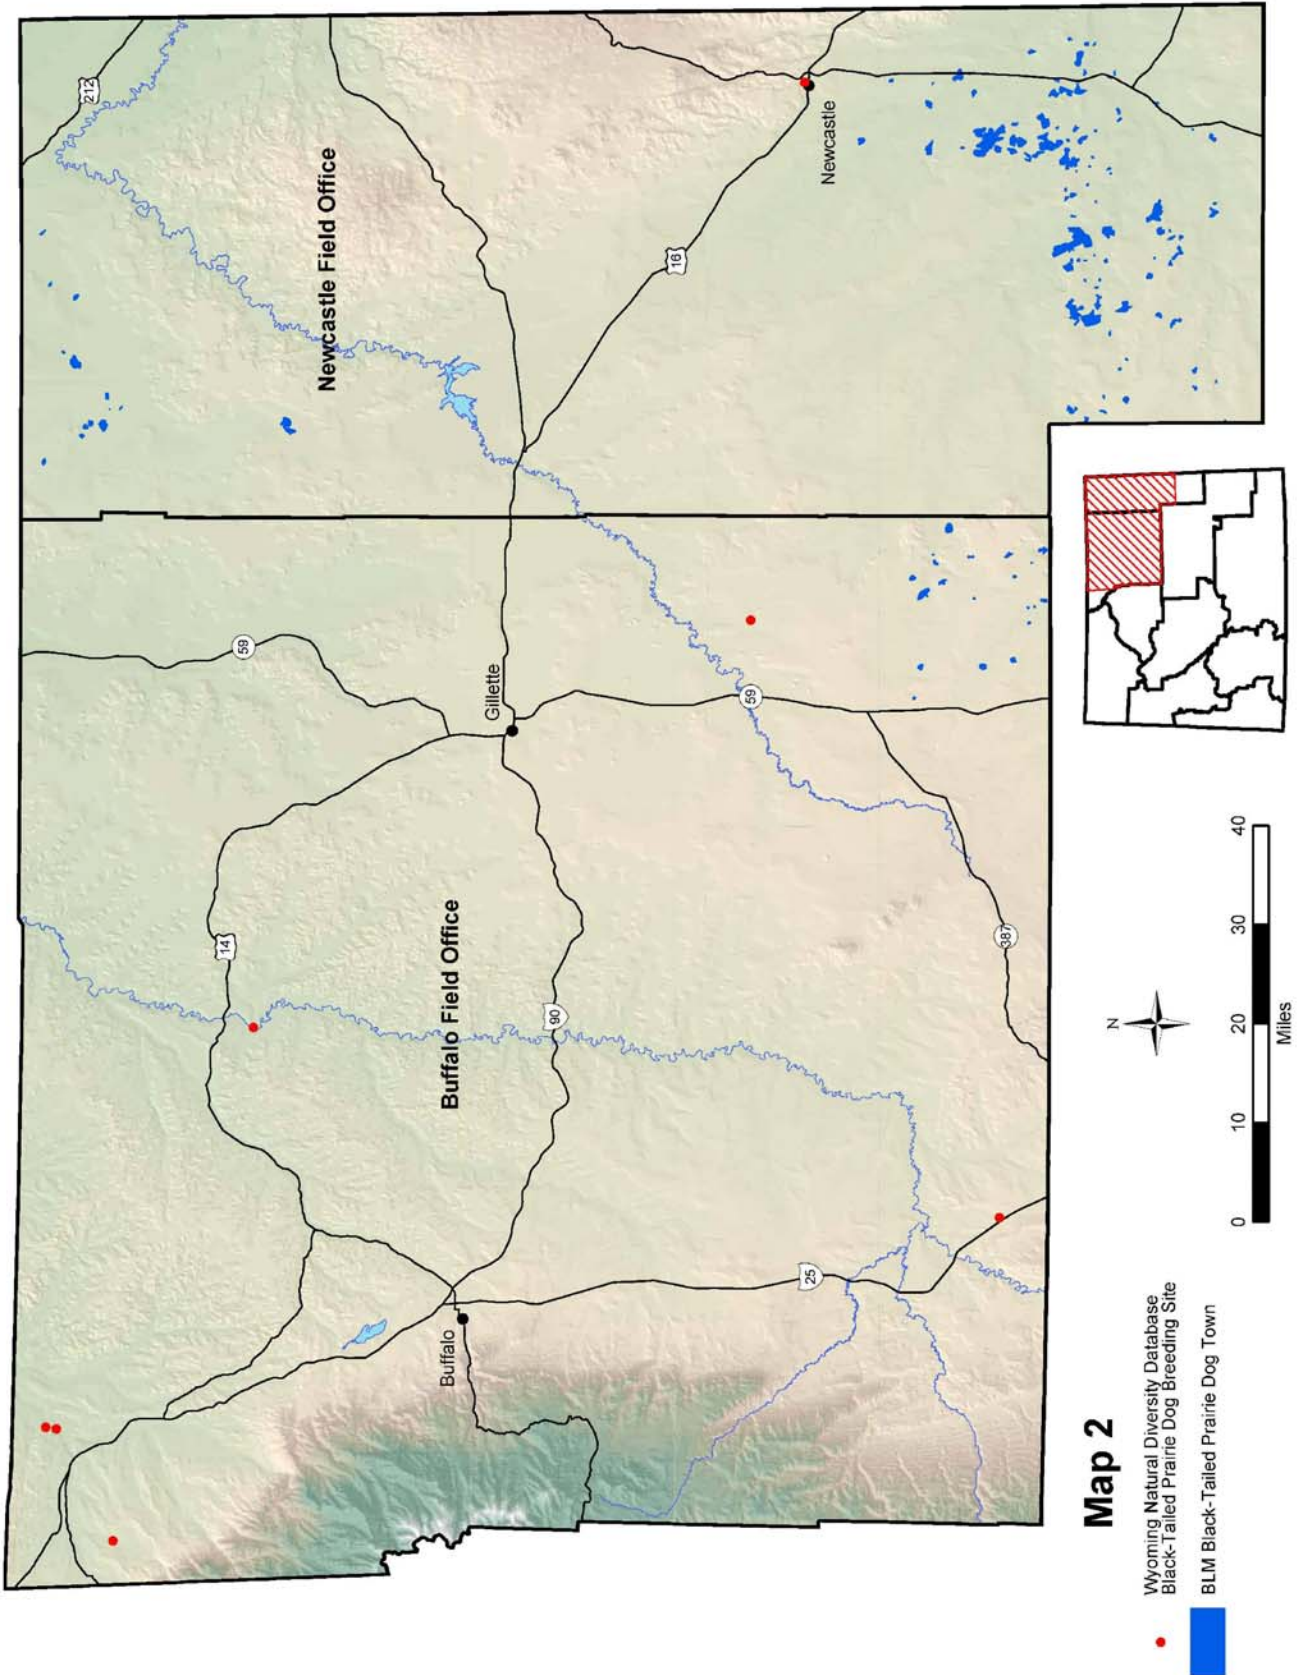 212
Newcastle Field Office
Newcastle
16
59
Gillette
59
14
Buffalo Field Office
90
387
25
Buffalo
Map 2
Wyoming Natural Diversity Database
Black-Tailed Prairie Dog Breeding Site
BLM Black-Tailed Prairie Dog Town
N
0 10 20 30 40
Miles